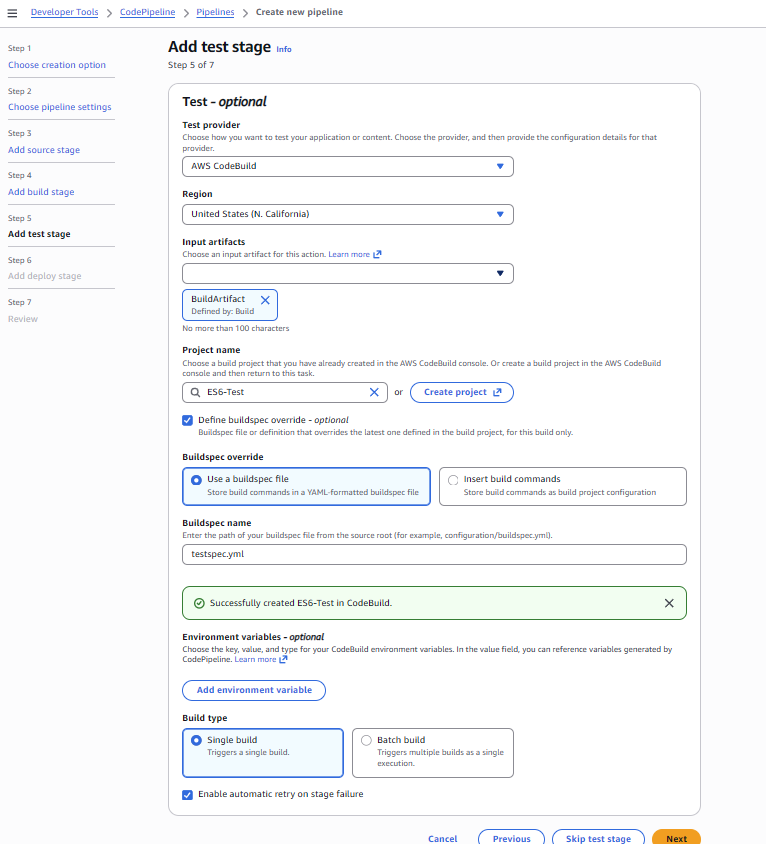 Developer Tools > CodePipeline > Pipelines > Create new pipeline
Step 1
Choose creation option
Step 2
Choose pipeline settings
Step 3
Add source stage
Step 4
Add build stage
Step 5
Add test stage
Step 6
Add deploy stage
Step 7
Review
Add test stage Info
Step 5 of 7
Test - optional
Test provider
Choose how you want to test your application or content. Choose the provider, and then provide the configuration details for that
provider.
AWS CodeBuild
Region
United States (N. California)
Input artifacts
Choose an input artifact for this action. Learn more
BuildArtifact
Defined by: Build
No more than 100 characters
Project name
Choose a build project that you have already created in the AWS CodeBuild console. Or create a build project in the AWS CodeBuild
console and then return to this task.
ES6-Test or Create project
Define buildspec override - optional
Buildspec file or definition that overrides the latest one defined in the build project, for this build only.
Buildspec override
Use a buildspec file
Store build commands in a YAML-formatted buildspec file
Insert build commands
Store build commands as build project configuration
Buildspec name
Enter the path of your buildspec file from the source root (for example, configuration/buildspec.yml).
testspec.yml
Successfully created ES6-Test in CodeBuild.
Environment variables - optional
Choose the key, value, and type for your CodeBuild environment variables. In the value field, you can reference variables generated by
CodePipeline. Learn more
Add environment variable
Build type
Single build
Triggers a single build.
Batch build
Triggers multiple builds as a single
execution.
Enable automatic retry on stage failure
Cancel Previous Skip test stage Next